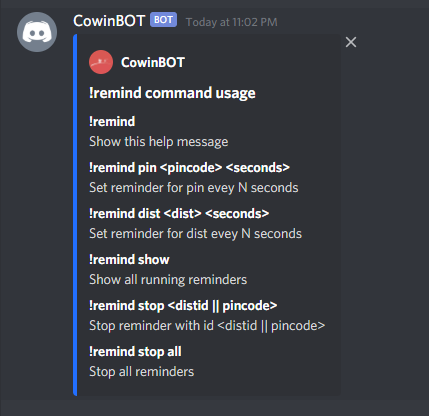 CowinBOT BOT Today at 11:02 PM
CowinBOT
!remind command usage
!remind
Show this help message
!remind pin <pincode> <seconds>
Set reminder for pin evey N seconds
!remind dist <dist> <seconds>
Set reminder for dist evey N seconds
!remind show
Show all running reminders
!remind stop <distid || pincode>
Stop reminder with id <distid || pincode>
!remind stop all
Stop all reminders